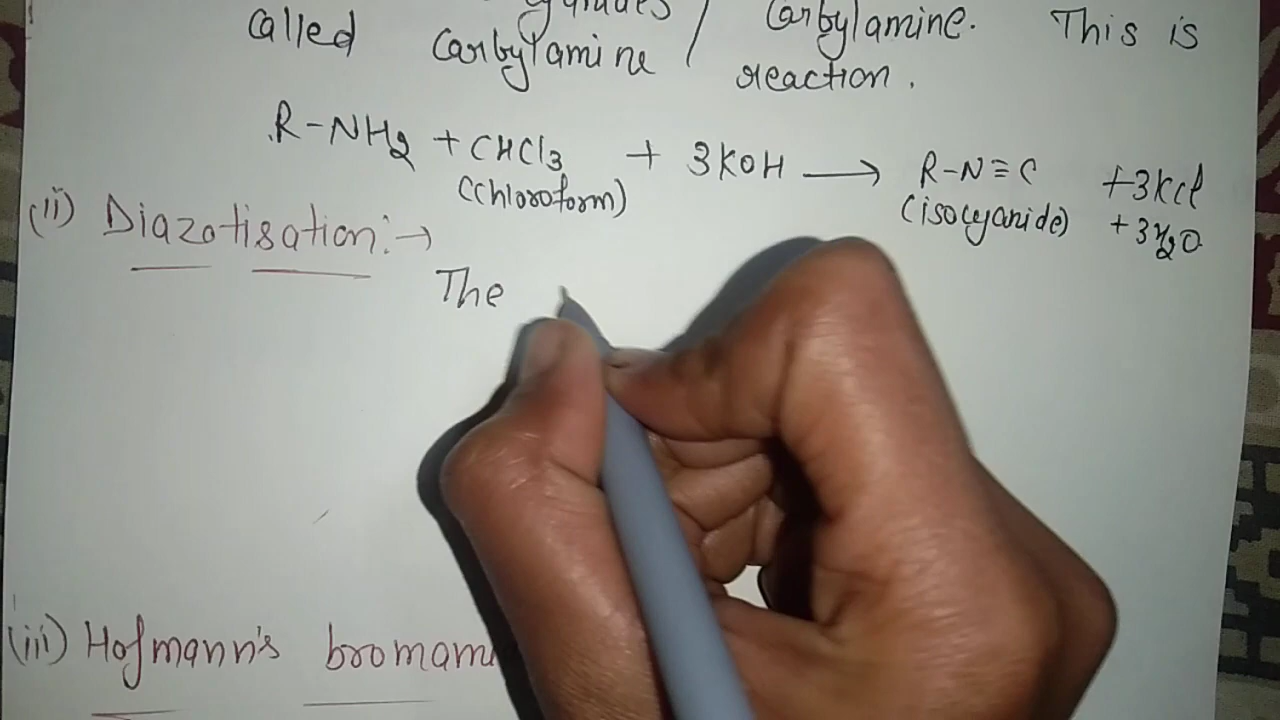 called carbylamine / carbylamine. This is
reaction.
R-NH2 + CHCl3 + 3KOH ⟶ R-N≡C +3KCl
(chloroform) (isocyanide) +3H2O
(ii) Diazotisation:→
The
(iii) Hofmann's